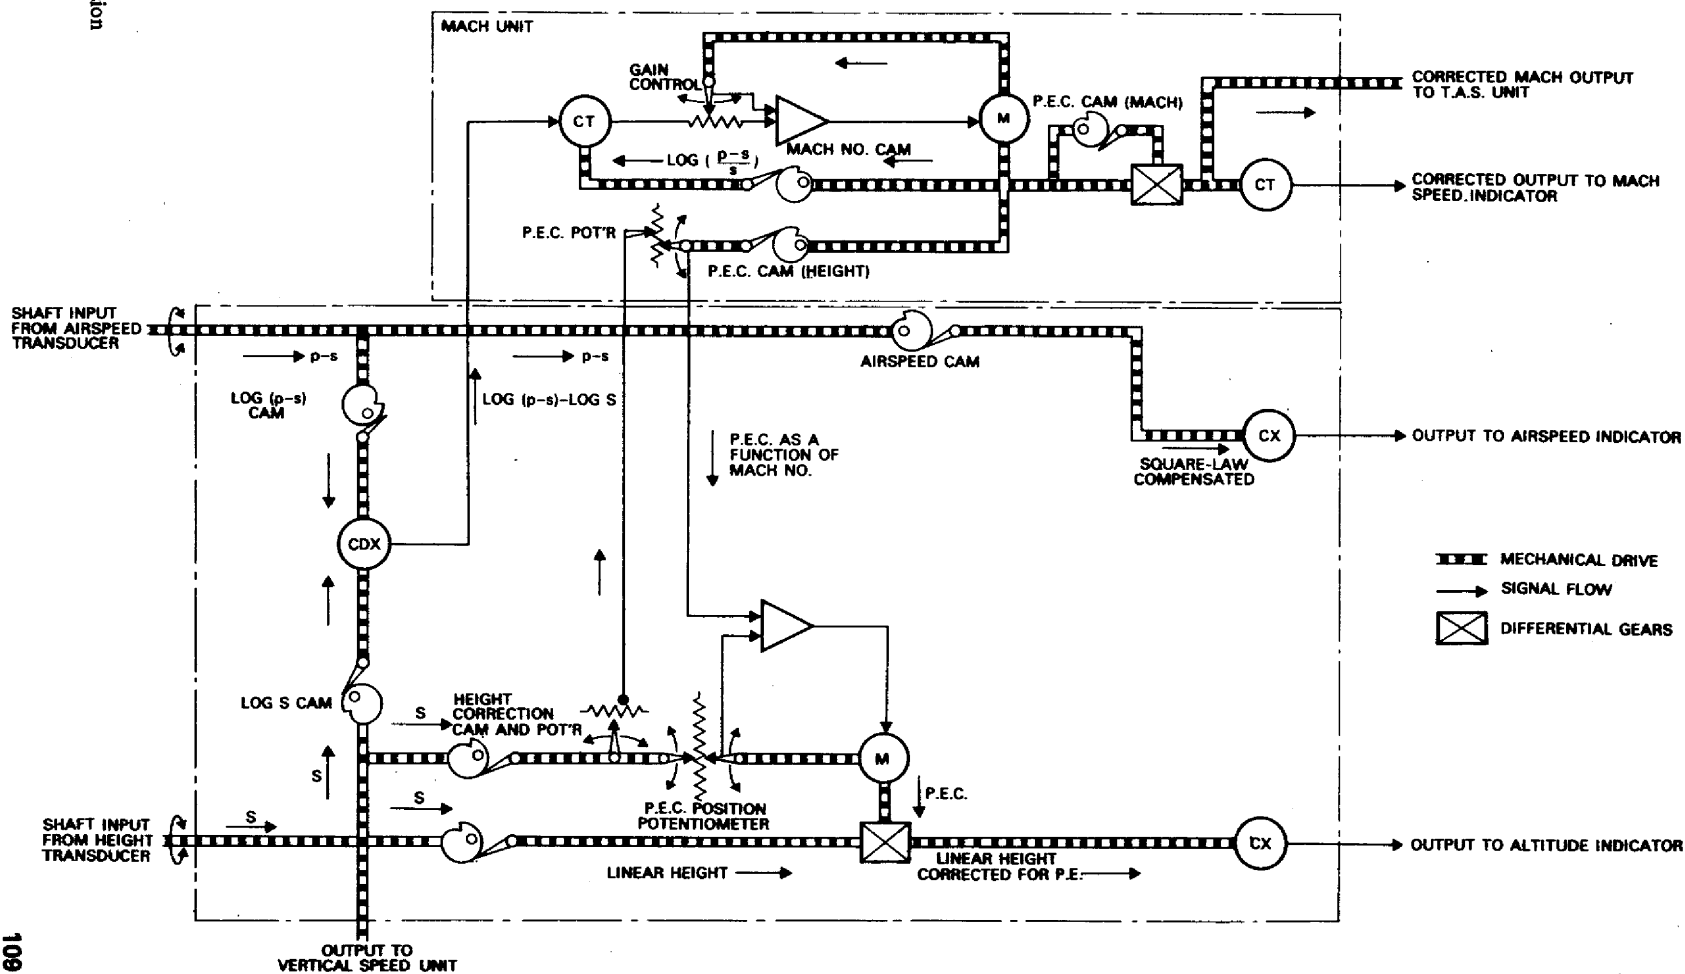 ion
MACH UNIT
GAIN
CONTROL
CT
M
P.E.C. CAM (MACH)
CORRECTED MACH OUTPUT
TO T.A.S. UNIT
MACH NO. CAM
LOG (p-s/s)
CT
CORRECTED OUTPUT TO MACH
SPEED.INDICATOR
P.E.C. POT'R
P.E.C. CAM (HEIGHT)
SHAFT INPUT
FROM AIRSPEED
TRANSDUCER
p-s
p-s
AIRSPEED CAM
LOG (p-s)
CAM
LOG (p-s)-LOG S
P.E.C. AS A
FUNCTION OF
MACH NO.
CX
OUTPUT TO AIRSPEED INDICATOR
SQUARE-LAW
COMPENSATED
CDX
MECHANICAL DRIVE
SIGNAL FLOW
DIFFERENTIAL GEARS
LOG S CAM
S
HEIGHT
CORRECTION
CAM AND POT'R
M
S
S
P.E.C.
P.E.C. POSITION
POTENTIOMETER
SHAFT INPUT
FROM HEIGHT
TRANSDUCER
S
CX
OUTPUT TO ALTITUDE INDICATOR
LINEAR HEIGHT
LINEAR HEIGHT
CORRECTED FOR P.E.
OUTPUT TO
VERTICAL SPEED UNIT
109